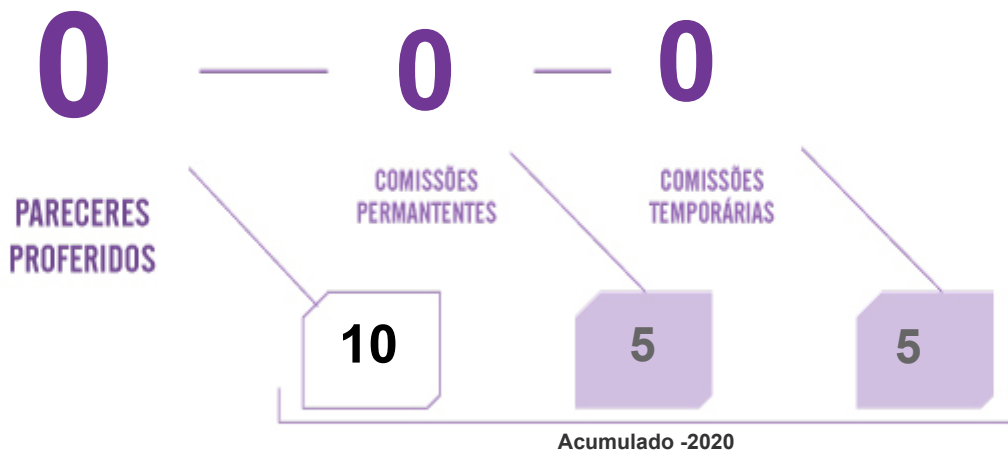 0
0
0
PARECERES
PROFERIDOS
COMISSÕES
PERMANTENTES
COMISSÕES
TEMPORÁRIAS
10
5
5
Acumulado -2020